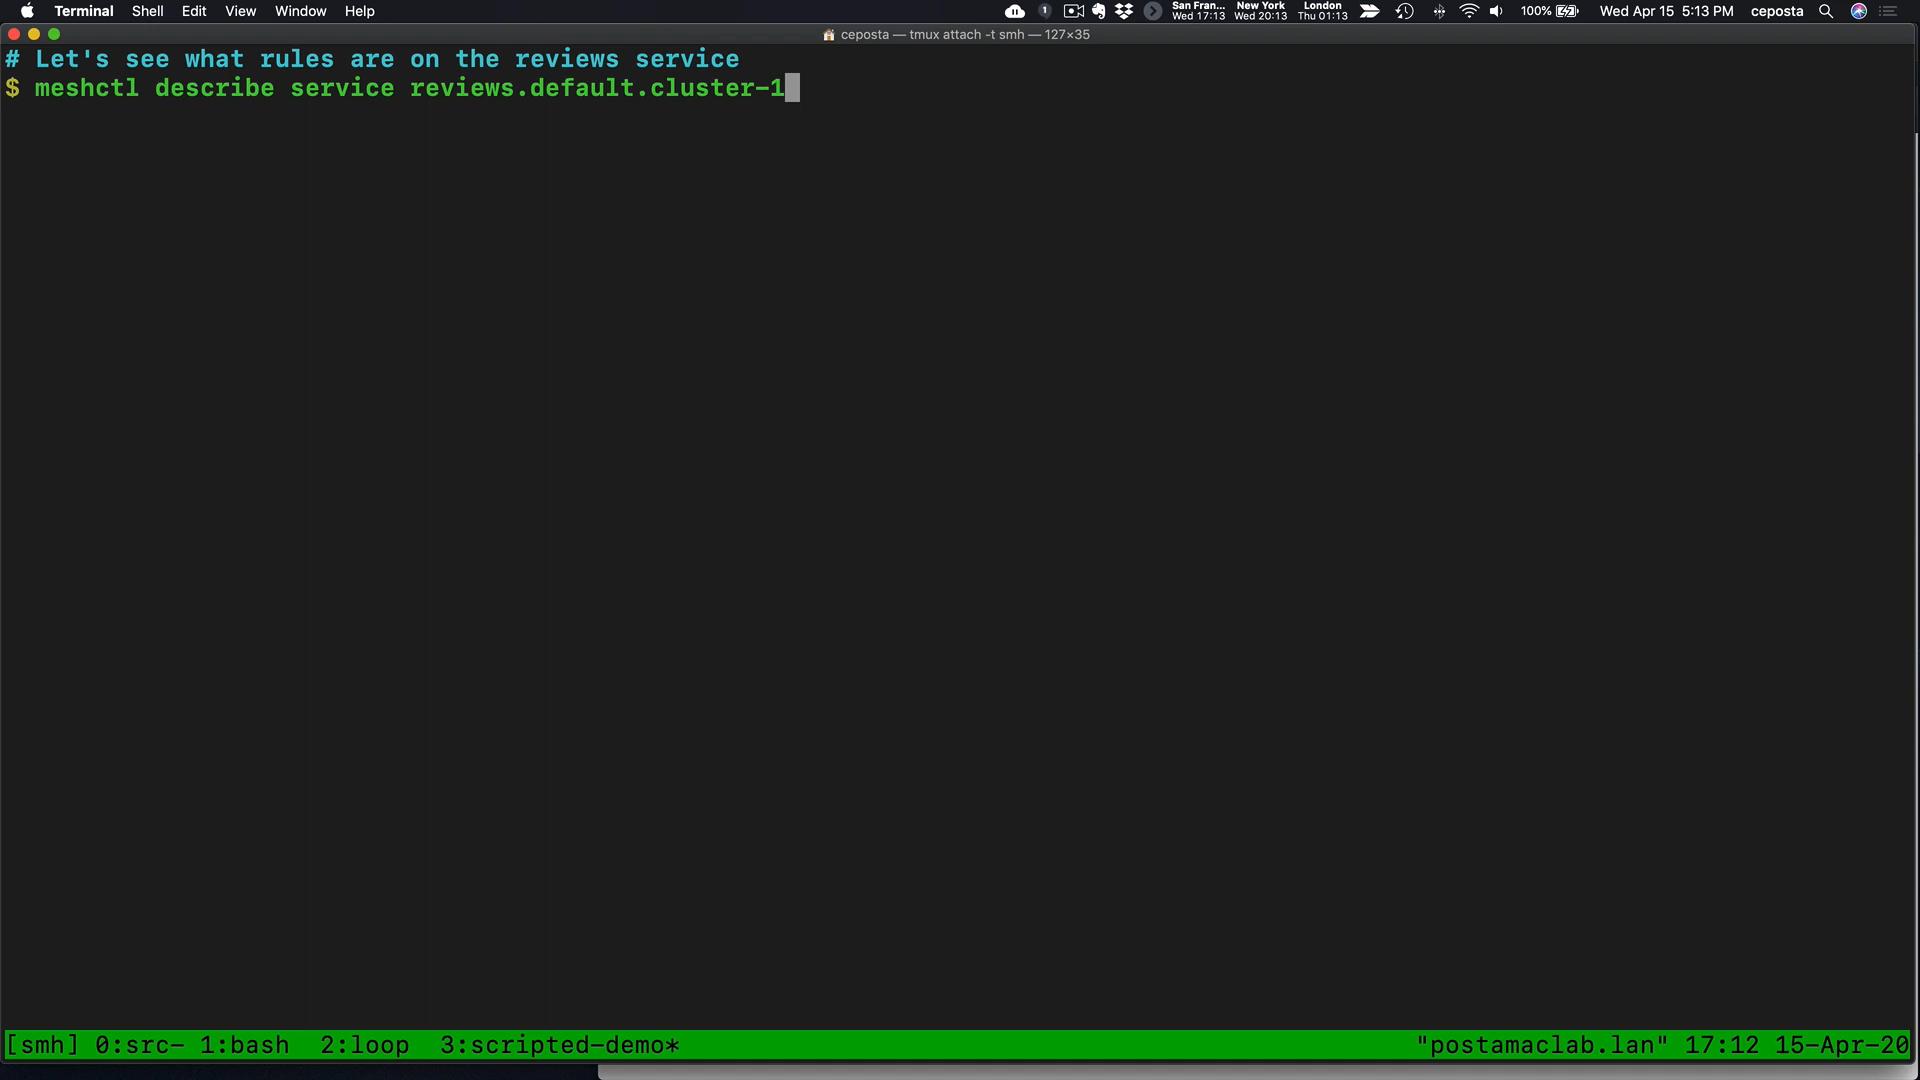 Terminal Shell Edit View Window Help 1 San Fran... New York London 100% Wed Apr 15 5:13 PM ceposta
Wed 17:13 Wed 20:13 Thu 01:13
ceposta — tmux attach -t smh — 127×35
# Let's see what rules are on the reviews service
$ meshctl describe service reviews.default.cluster-1
[smh] 0:src- 1:bash  2:loop  3:scripted-demo* "postamaclab.lan" 17:12 15-Apr-20